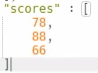 "scores" : [
78,
88,
66
]